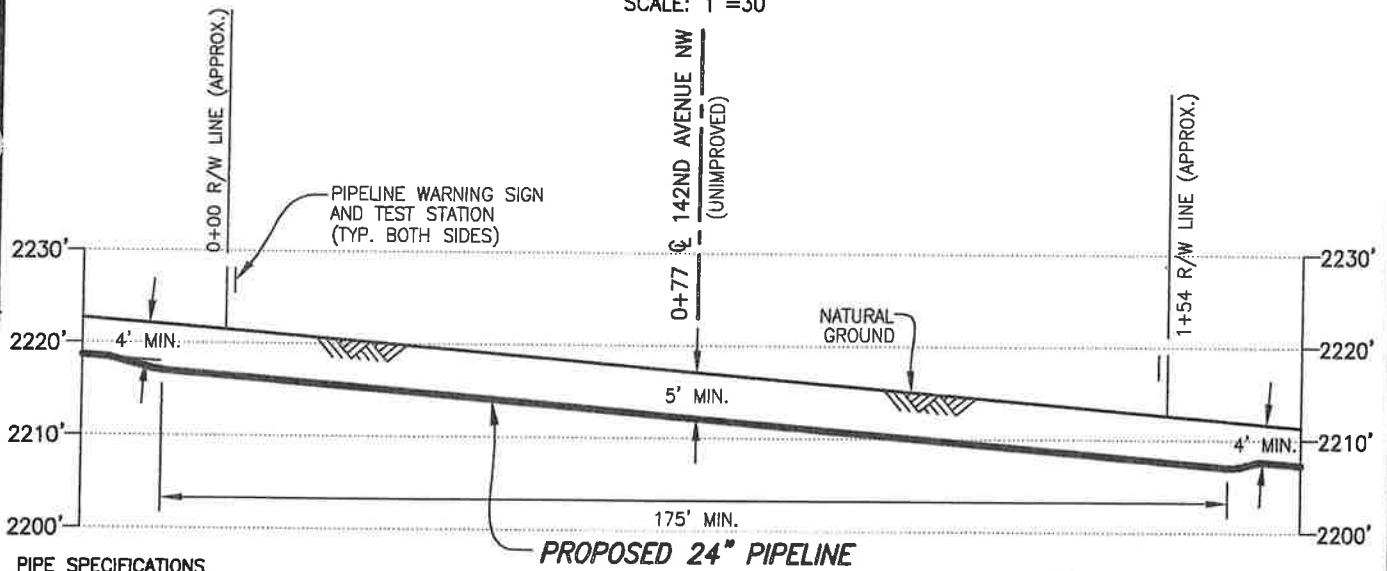 SCALE: 1"=30'
0+00 R/W LINE (APPROX.)
0+77 ℄ 142ND AVENUE NW
(UNIMPROVED)
1+54 R/W LINE (APPROX.)
PIPELINE WARNING SIGN
AND TEST STATION
(TYP. BOTH SIDES)
2230'
2230'
NATURAL
GROUND
2220'
4' MIN.
2220'
5' MIN.
2210'
4' MIN.
2210'
175' MIN.
2200'
2200'
PROPOSED 24" PIPELINE
PIPE SPECIFICATIONS